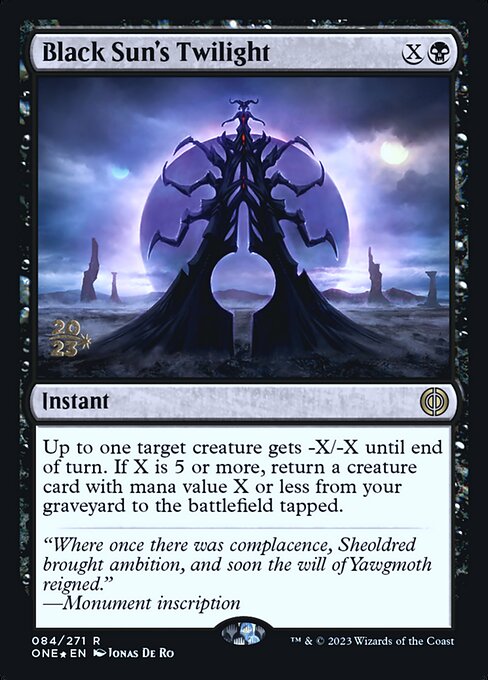 Black Sun's Twilight X
20
23
Instant
Up to one target creature gets -X/-X until end
of turn. If X is 5 or more, return a creature
card with mana value X or less from your
graveyard to the battlefield tapped.
“Where once there was complacence, Sheoldred
brought ambition, and soon the will of Yawgmoth
reigned.”
—Monument inscription
084/271 R
ONE★EN Jonas De Ro
™ & © 2023 Wizards of the Coast